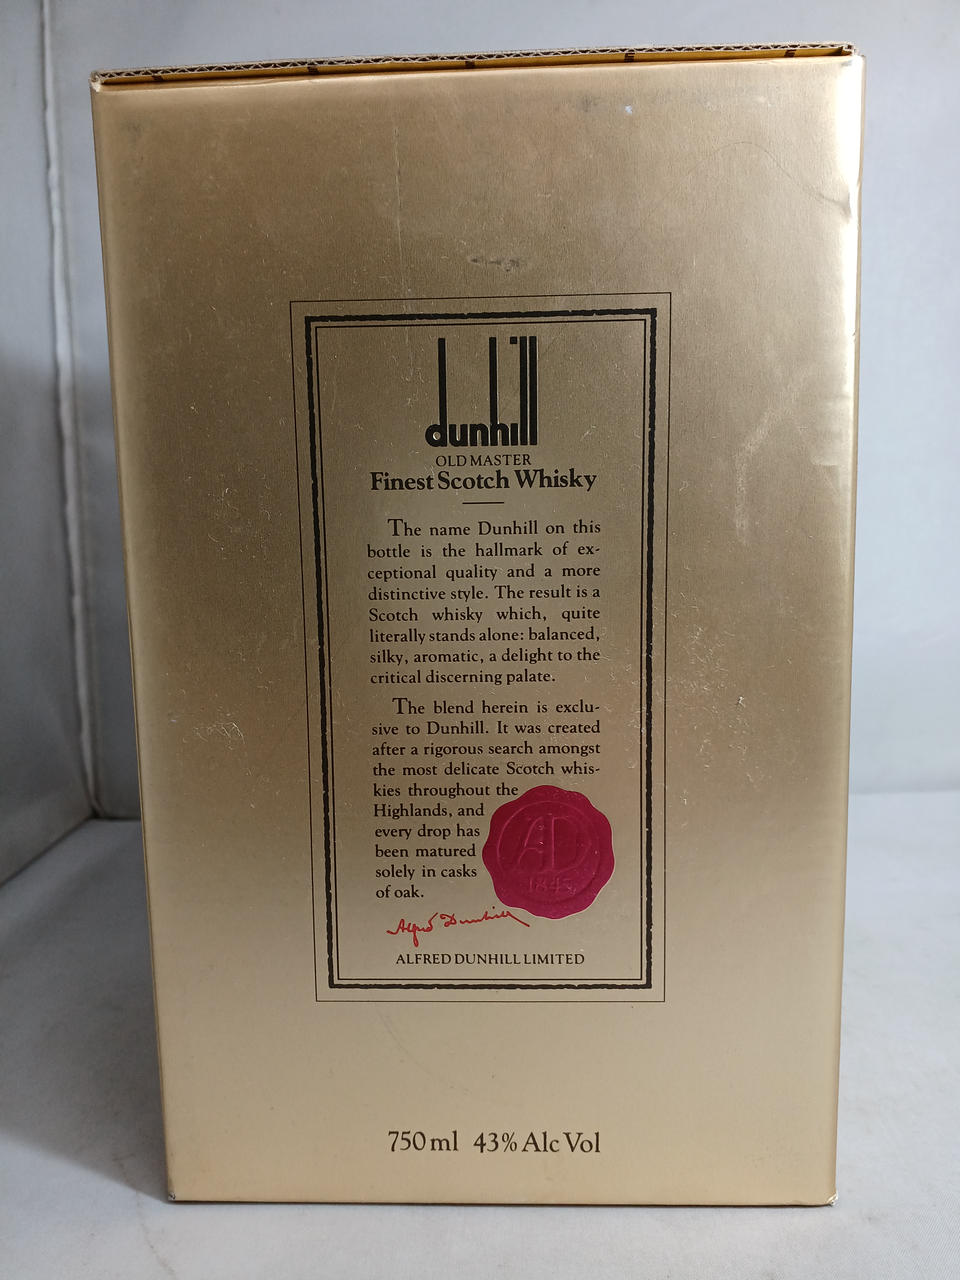 dunhill
OLD MASTER
Finest Scotch Whisky
The name Dunhill on this
bottle is the hallmark of ex-
ceptional quality and a more
distinctive style. The result is a
Scotch whisky which, quite
literally stands alone: balanced,
silky, aromatic, a delight to the
critical discerning palate.
The blend herein is exclu-
sive to Dunhill. It was created
after a rigorous search amongst
the most delicate Scotch whis-
kies throughout the
Highlands, and
every drop has
been matured
solely in casks
of oak.
AD
1845
Alfred Dunhill
ALFRED DUNHILL LIMITED
750 ml 43% Alc Vol